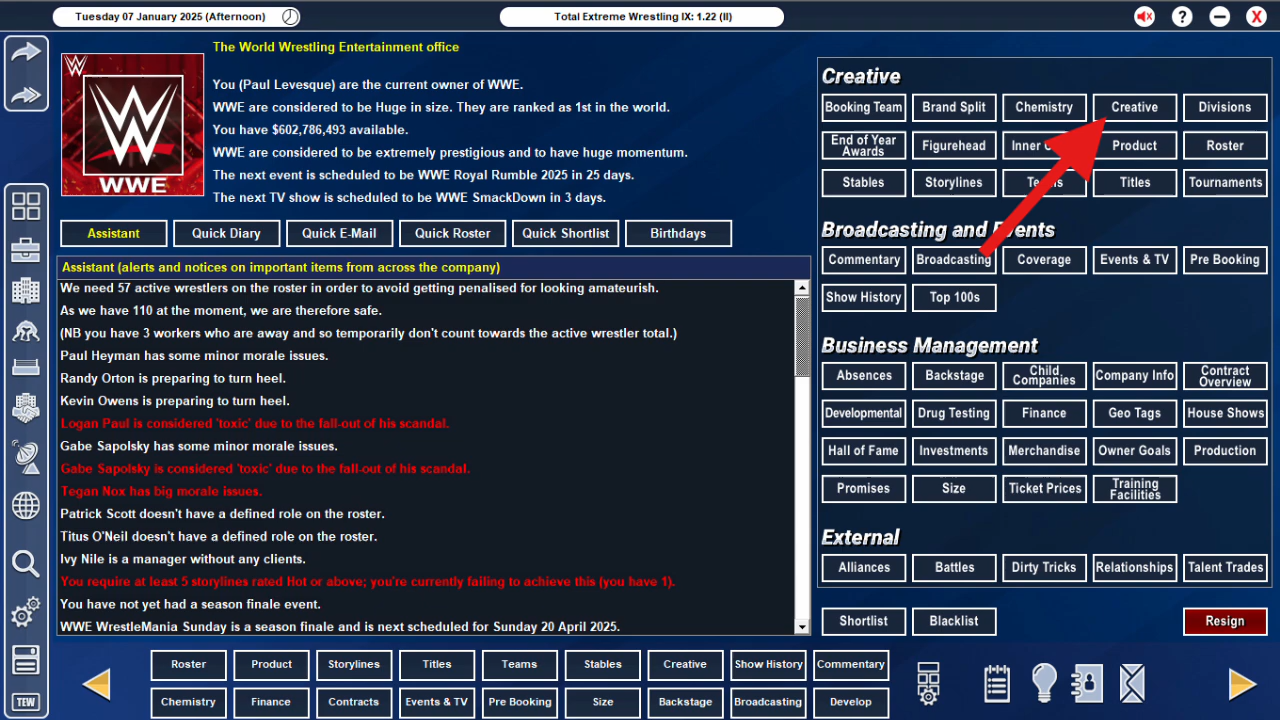 Tuesday 07 January 2025 (Afternoon)
Total Extreme Wrestling IX: 1.22 (II)
?
X
The World Wrestling Entertainment office
W
WWE
You (Paul Levesque) are the current owner of WWE.
WWE are considered to be Huge in size. They are ranked as 1st in the world.
You have $602,786,493 available.
WWE are considered to be extremely prestigious and to have huge momentum.
The next event is scheduled to be WWE Royal Rumble 2025 in 25 days.
The next TV show is scheduled to be WWE SmackDown in 3 days.
Assistant Quick Diary Quick E-Mail Quick Roster Quick Shortlist Birthdays
Assistant (alerts and notices on important items from across the company)
We need 57 active wrestlers on the roster in order to avoid getting penalised for looking amateurish.
As we have 110 at the moment, we are therefore safe.
(NB you have 3 workers who are away and so temporarily don't count towards the active wrestler total.)
Paul Heyman has some minor morale issues.
Randy Orton is preparing to turn heel.
Kevin Owens is preparing to turn heel.
Logan Paul is considered 'toxic' due to the fall-out of his scandal.
Gabe Sapolsky has some minor morale issues.
Gabe Sapolsky is considered 'toxic' due to the fall-out of his scandal.
Tegan Nox has big morale issues.
Patrick Scott doesn't have a defined role on the roster.
Titus O'Neil doesn't have a defined role on the roster.
Ivy Nile is a manager without any clients.
You require at least 5 storylines rated Hot or above; you're currently failing to achieve this (you have 1).
You have not yet had a season finale event.
WWE WrestleMania Sunday is a season finale and is next scheduled for Sunday 20 April 2025.
Creative
Booking Team Brand Split Chemistry Creative Divisions
End of Year Awards Figurehead Inner Product Roster
Stables Storylines Titles Tournaments
Broadcasting and Events
Commentary Broadcasting Coverage Events & TV Pre Booking
Show History Top 100s
Business Management
Absences Backstage Child Companies Company Info Contract Overview
Developmental Drug Testing Finance Geo Tags House Shows
Hall of Fame Investments Merchandise Owner Goals Production
Promises Size Ticket Prices Training Facilities
External
Alliances Battles Dirty Tricks Relationships Talent Trades
Shortlist Blacklist Resign
Roster Product Storylines Titles Teams Stables Creative Show History Commentary
Chemistry Finance Contracts Events & TV Pre Booking Size Backstage Broadcasting Develop
TEW